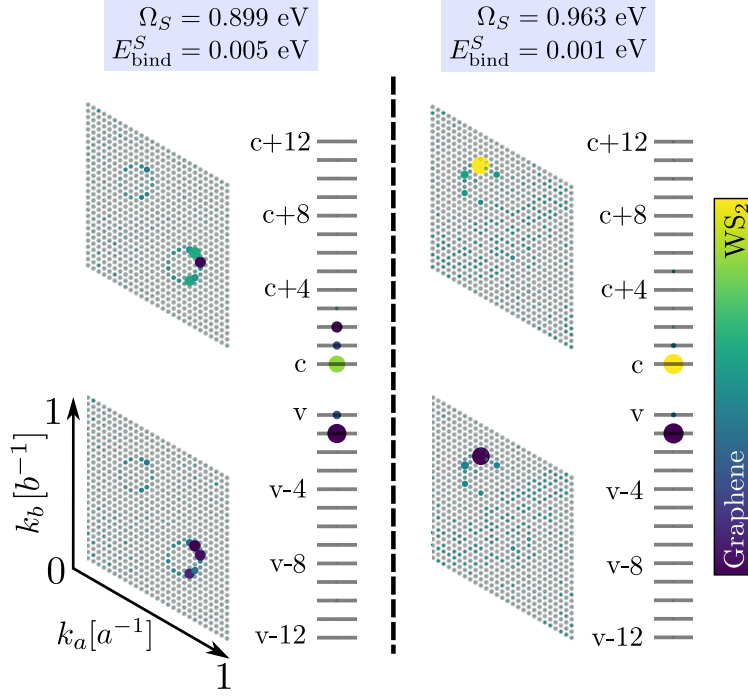 Ω_S = 0.899 eV
E^S_bind = 0.005 eV
Ω_S = 0.963 eV
E^S_bind = 0.001 eV
c+12
c+8
c+4
c
v
v-4
v-8
v-12
1
k_b [b⁻¹]
0
k_a[a⁻¹]
1
c+12
c+8
c+4
c
v
v-4
v-8
v-12
WS₂
Graphene